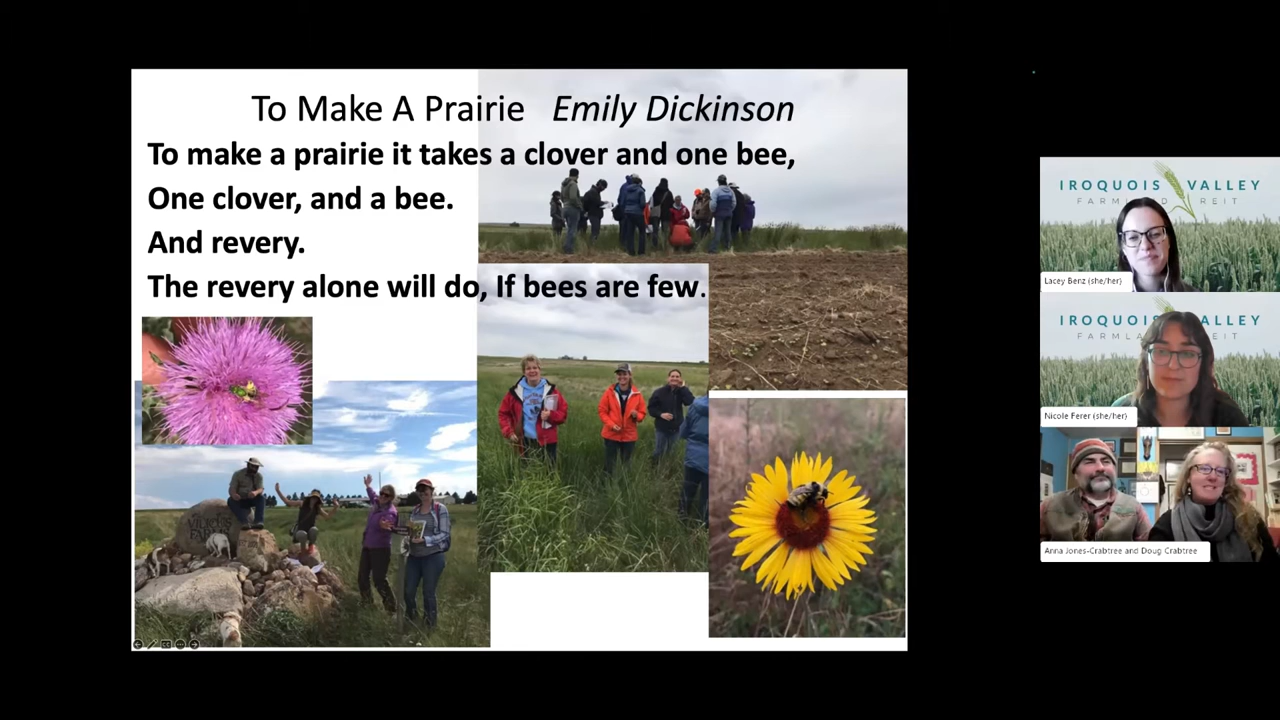 To Make A Prairie Emily Dickinson
To make a prairie it takes a clover and one bee,
One clover, and a bee.
And revery.
The revery alone will do, If bees are few.
VILICUS
FARMS
IROQUOIS VALLEY
Lacey Benz (she/her)
IROQUOIS VALLEY
Nicole Ferer (she/her)
Anna Jones-Crabtree and Doug Crabtree